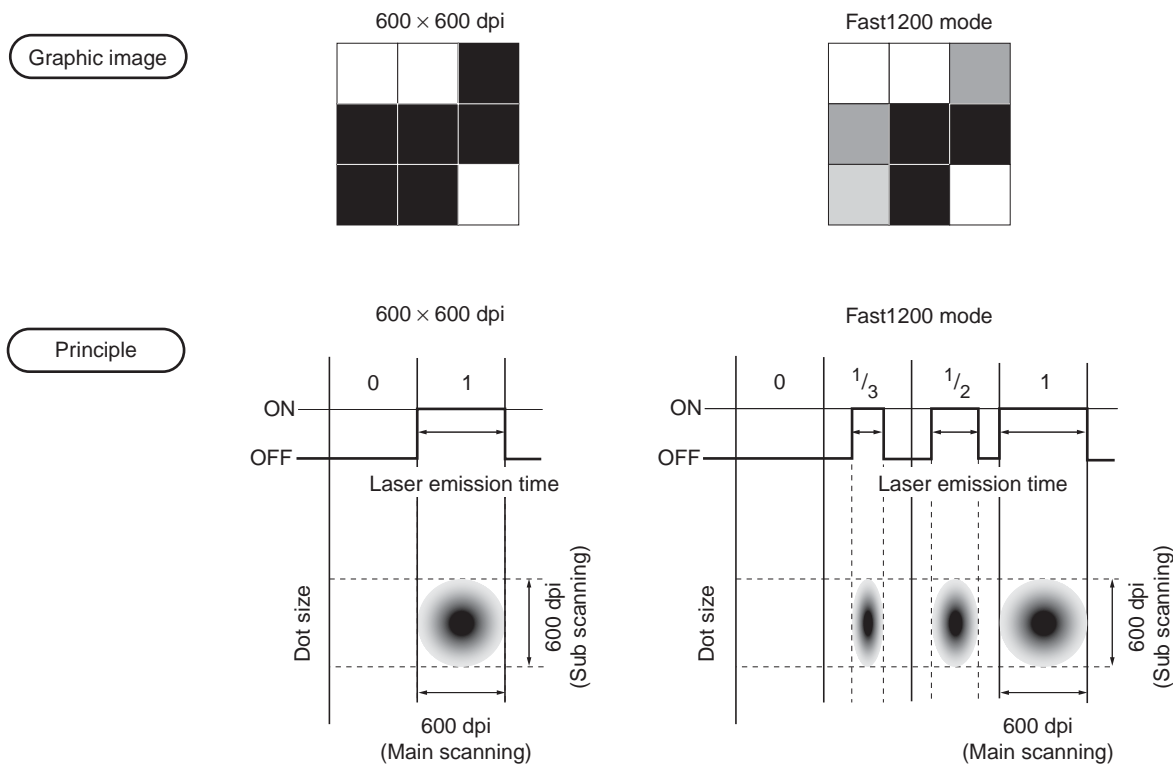 Graphic image
600 × 600 dpi
Fast1200 mode
Principle
600 × 600 dpi
0
1
ON
OFF
Laser emission time
Dot size
600 dpi
(Sub scanning)
600 dpi
(Main scanning)
Fast1200 mode
0
1/3
1/2
1
ON
OFF
Laser emission time
Dot size
600 dpi
(Sub scanning)
600 dpi
(Main scanning)